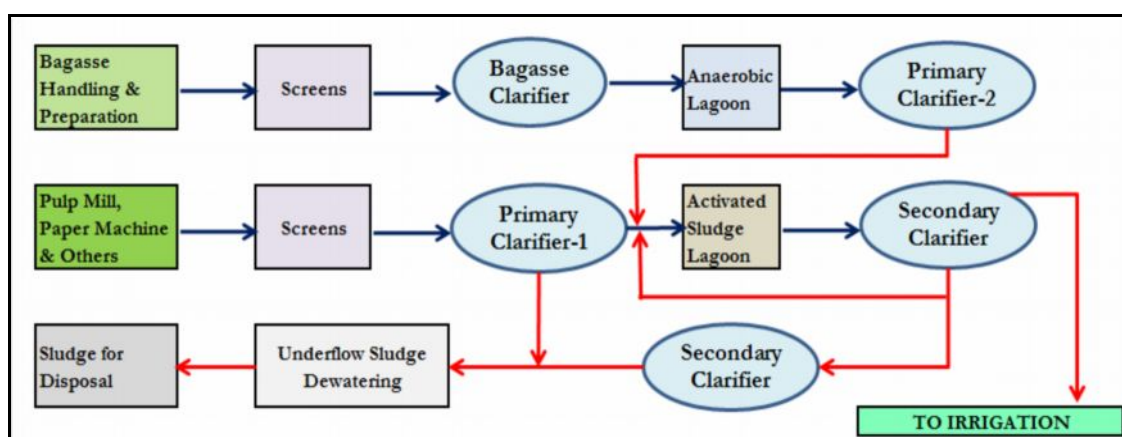 Bagasse
Handling &
Preparation
Screens
Bagasse
Clarifier
Anaerobic
Lagoon
Primary
Clarifier-2
Pulp Mill,
Paper Machine
& Others
Screens
Primary
Clarifier-1
Activated
Sludge
Lagoon
Secondary
Clarifier
Sludge for
Disposal
Underflow Sludge
Dewatering
Secondary
Clarifier
TO IRRIGATION